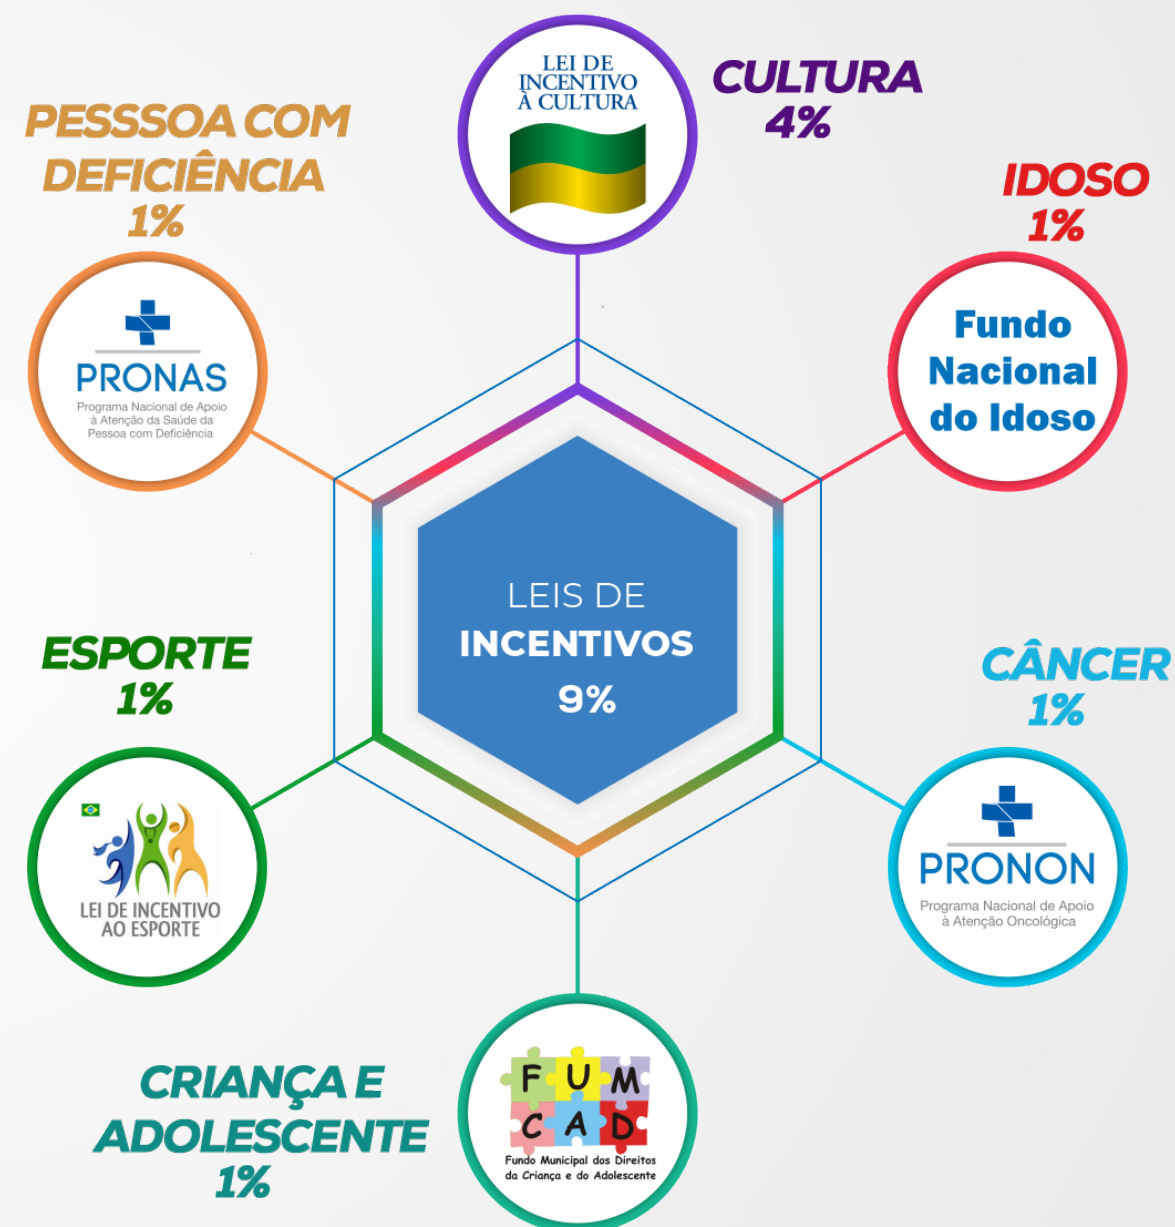 LEI DE
INCENTIVO
À CULTURA
CULTURA
4%
PESSSOA COM
DEFICIÊNCIA
1%
IDOSO
1%
PRONAS
Programa Nacional de Apoio
à Atenção da Saúde da
Pessoa com Deficiência
Fundo
Nacional
do Idoso
LEIS DE
INCENTIVOS
9%
ESPORTE
1%
CÂNCER
1%
LEI DE INCENTIVO
AO ESPORTE
PRONON
Programa Nacional de Apoio
à Atenção Oncológica
CRIANÇA E
ADOLESCENTE
1%
FUM
CAD
Fundo Municipal dos Direitos
da Criança e do Adolescente